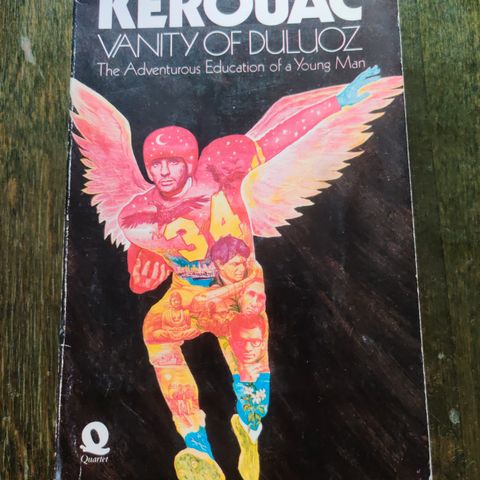 KEROUAC
VANITY OF DULUOZ
The Adventurous Education of a Young Man
34
Quartet